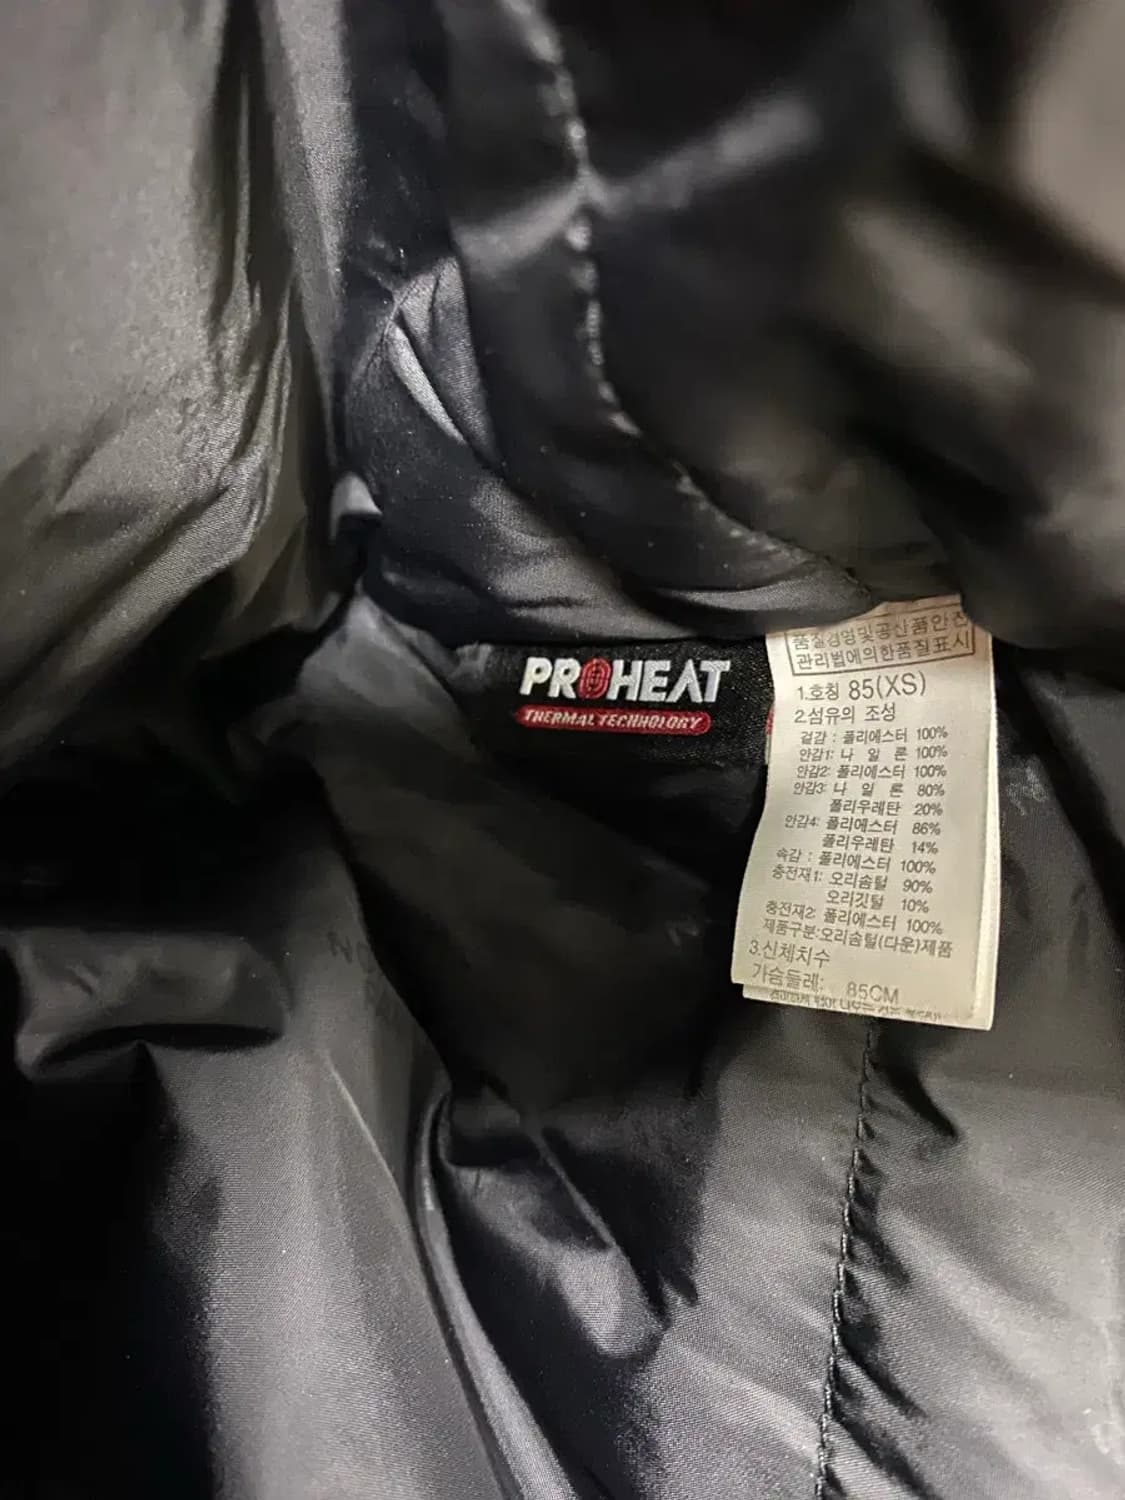 PROHEAT
THERMAL TECHNOLOGY
품질경영및공산품안전
관리법에의한품질표시
1.호칭 85(XS)
2.섬유의 조성
겉감 : 폴리에스터 100%
안감1: 나 일 론 100%
안감2: 폴리에스터 100%
안감3: 나 일 론 80%
폴리우레탄 20%
안감4: 폴리에스터 86%
폴리우레탄 14%
속감 : 폴리에스터 100%
충전재1: 오리솜털 90%
오리깃털 10%
충전재2: 폴리에스터 100%
제품구분:오리솜털(다운)제품
3.신체치수
가슴둘레: 85CM